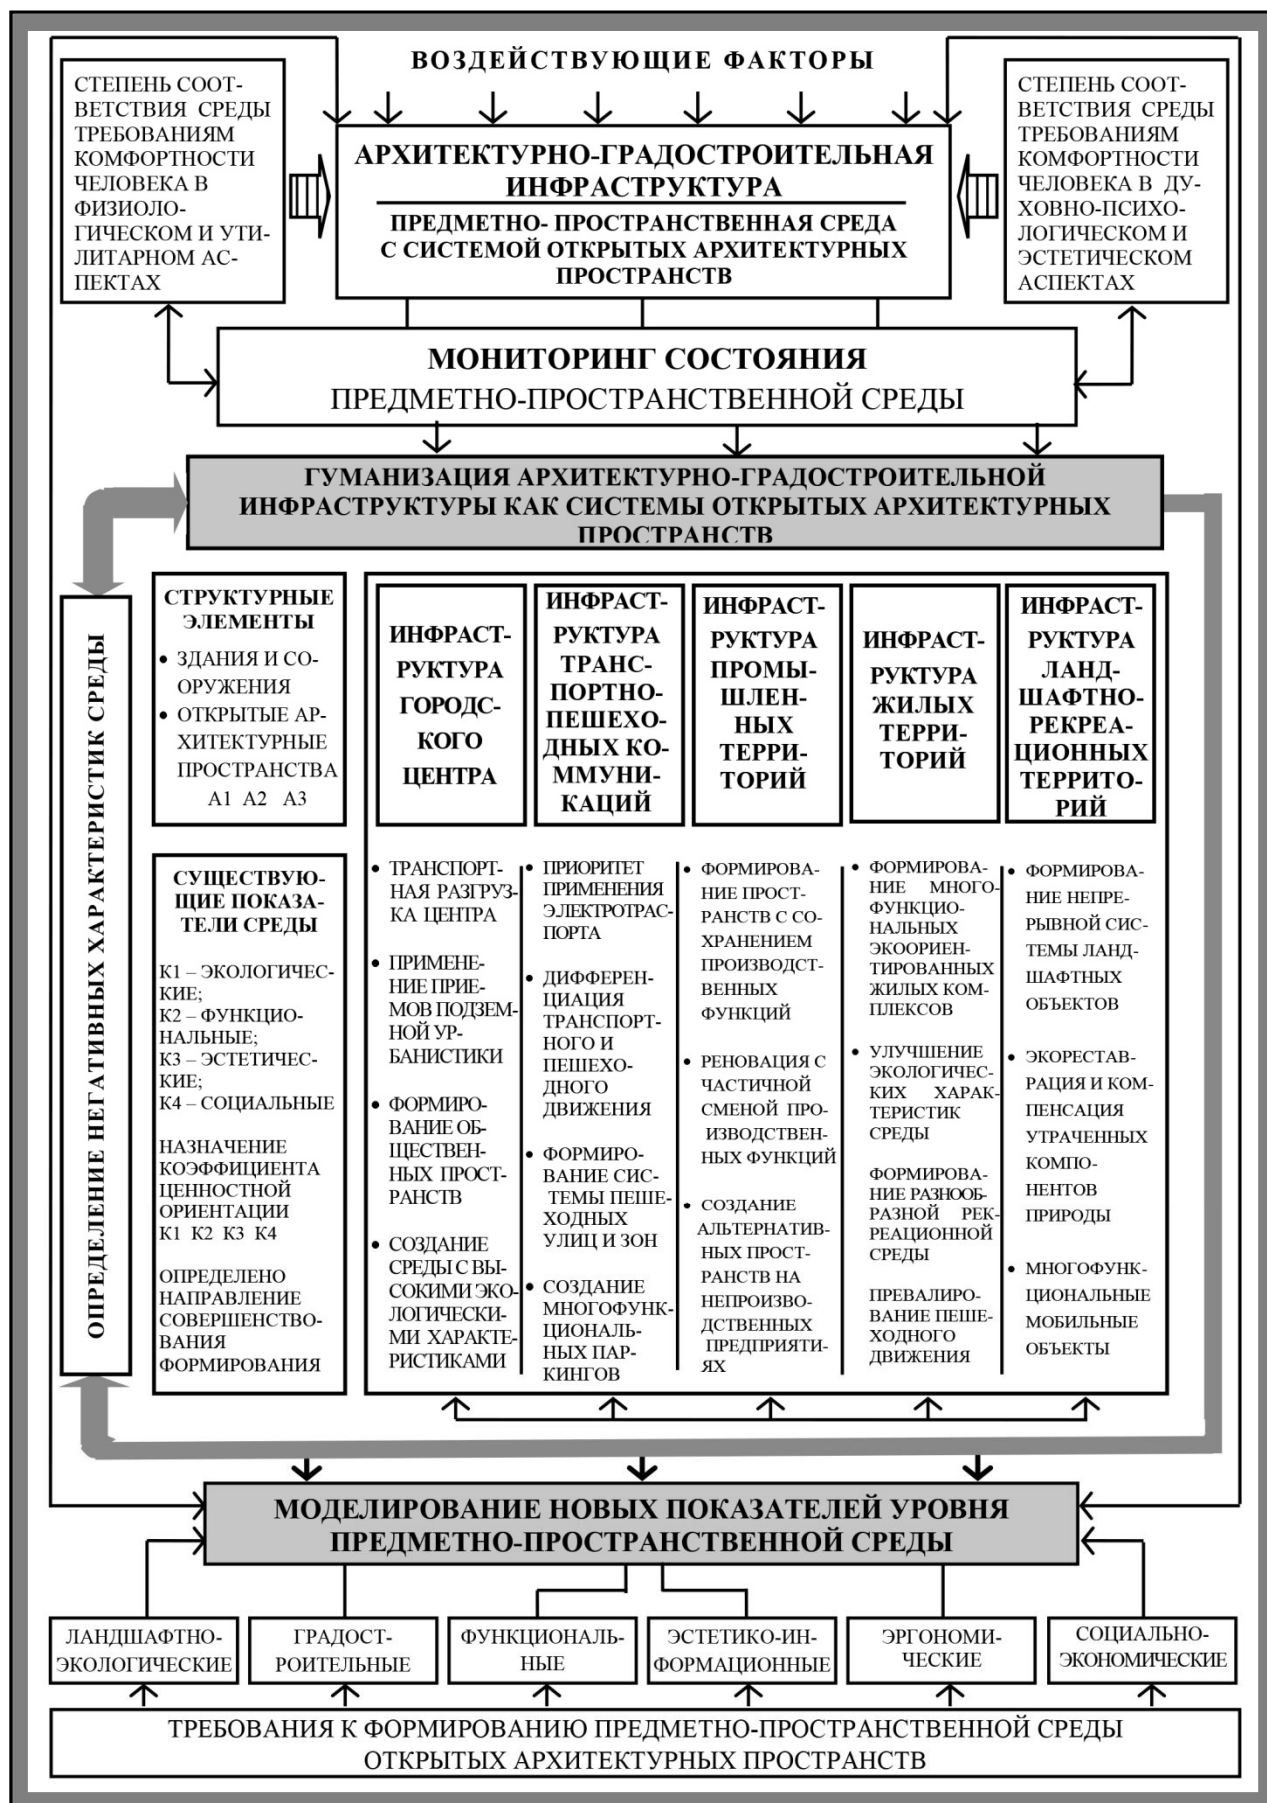 ВОЗДЕЙСТВУЮЩИЕ ФАКТОРЫ
СТЕПЕНЬ СООТ-
ВЕТСТВИЯ СРЕДЫ
ТРЕБОВАНИЯМ
КОМФОРТНОСТИ
ЧЕЛОВЕКА В
ФИЗИОЛО-
ГИЧЕСКОМ И УТИ-
ЛИТАРНОМ АС-
ПЕКТАХ
АРХИТЕКТУРНО-ГРАДОСТРОИТЕЛЬНАЯ
ИНФРАСТРУКТУРА
ПРЕДМЕТНО- ПРОСТРАНСТВЕННАЯ СРЕДА
С СИСТЕМОЙ ОТКРЫТЫХ АРХИТЕКТУРНЫХ
ПРОСТРАНСТВ
СТЕПЕНЬ СООТ-
ВЕТСТВИЯ СРЕДЫ
ТРЕБОВАНИЯМ
КОМФОРТНОСТИ
ЧЕЛОВЕКА В ДУ-
ХОВНО-ПСИХО-
ЛОГИЧЕСКОМ И
ЭСТЕТИЧЕСКОМ
АСПЕКТАХ
МОНИТОРИНГ СОСТОЯНИЯ
ПРЕДМЕТНО-ПРОСТРАНСТВЕННОЙ СРЕДЫ
ГУМАНИЗАЦИЯ АРХИТЕКТУРНО-ГРАДОСТРОИТЕЛЬНОЙ
ИНФРАСТРУКТУРЫ КАК СИСТЕМЫ ОТКРЫТЫХ АРХИТЕКТУРНЫХ
ПРОСТРАНСТВ
ОПРЕДЕЛЕНИЕ НЕГАТИВНЫХ ХАРАКТЕРИСТИК СРЕДЫ
СТРУКТУРНЫЕ
ЭЛЕМЕНТЫ
• ЗДАНИЯ И СО-
ОРУЖЕНИЯ
• ОТКРЫТЫЕ АР-
ХИТЕКТУРНЫЕ
ПРОСТРАНСТВА
А1 А2 А3
СУЩЕСТВУЮ-
ЩИЕ ПОКАЗА-
ТЕЛИ СРЕДЫ
К1 – ЭКОЛОГИЧЕС-
КИЕ;
К2 – ФУНКЦИО-
НАЛЬНЫЕ;
К3 – ЭСТЕТИЧЕС-
КИЕ;
К4 – СОЦИАЛЬНЫЕ
НАЗНАЧЕНИЕ
КОЭФФИЦИЕНТА
ЦЕННОСТНОЙ
ОРИЕНТАЦИИ
К1 К2 К3 К4
ОПРЕДЕЛЕНО
НАПРАВЛЕНИЕ
СОВЕРШЕНСТВО-
ВАНИЯ
ФОРМИРОВАНИЯ
ИНФРАСТ-
РУКТУРА
ГОРОДС-
КОГО
ЦЕНТРА
• ТРАНСПОРТ-
НАЯ РАЗГРУЗ-
КА ЦЕНТРА
• ПРИМЕНЕ-
НИЕ ПРИЕ-
МОВ ПОДЗЕМ-
НОЙ УР-
БАНИСТИКИ
• ФОРМИРО-
ВАНИЕ ОБ-
ЩЕСТВЕН-
НЫХ ПРОСТ-
РАНСТВ
• СОЗДАНИЕ
СРЕДЫ С ВЫ-
СОКИМИ ЭКО-
ЛОГИЧЕСКИ-
МИ ХАРАКТЕ-
РИСТИКАМИ
ИНФРАСТ-
РУКТУРА
ТРАНС-
ПОРТНО-
ПЕШЕХО-
ДНЫХ КО-
ММУНИ-
КАЦИЙ
• ПРИОРИТЕТ
ПРИМЕНЕНИЯ
ЭЛЕКТРОТРАС-
ПОРТА
• ДИФФЕРЕН-
ЦИАЦИЯ
ТРАНСПОРТ-
НОГО И
ПЕШЕХО-
ДНОГО
ДВИЖЕНИЯ
• ФОРМИРО-
ВАНИЕ СИС-
ТЕМЫ ПЕШЕ-
ХОДНЫХ
УЛИЦ И ЗОН
• СОЗДАНИЕ
МНОГОФУНК-
ЦИОНАЛЬ-
НЫХ ПАР-
КИНГОВ
ИНФРАСТ-
РУКТУРА
ПРОМЫ-
ШЛЕН-
НЫХ
ТЕРРИ-
ТОРИЙ
• ФОРМИРОВА-
НИЕ ПРОСТ-
РАНСТВ С СО-
ХРАНЕНИЕМ
ПРОИЗВОДСТ-
ВЕННЫХ
ФУНКЦИЙ
• РЕНОВАЦИЯ С
ЧАСТИЧНОЙ
СМЕНОЙ ПРО-
ИЗВОДСТВЕН-
НЫХ ФУНКЦИЙ
• СОЗДАНИЕ
АЛЬТЕРНАТИВ-
НЫХ ПРОСТ-
РАНСТВ НА
НЕПРОИЗВО-
ДСТВЕННЫХ
ПРЕДПРИЯТИ-
ЯХ
ИНФРАСТ-
РУКТУРА
ЖИЛЫХ
ТЕРРИ-
ТОРИЙ
• ФОРМИРОВА-
НИЕ МНОГО-
ФУНКЦИО-
НАЛЬНЫХ
ЭКООРИЕН-
ТИРОВАННЫХ
ЖИЛЫХ КОМ-
ПЛЕКСОВ
• УЛУЧШЕНИЕ
ЭКОЛОГИЧЕС-
КИХ ХАРАК-
ТЕРИСТИК
СРЕДЫ
ФОРМИРОВА-
НИЕ РАЗНООБ-
РАЗНОЙ РЕК-
РЕАЦИОННОЙ
СРЕДЫ
ПРЕВАЛИРО-
ВАНИЕ ПЕШЕ-
ХОДНОГО
ДВИЖЕНИЯ
ИНФРАСТ-
РУКТУРА
ЛАНД-
ШАФТНО-
РЕКРЕА-
ЦИОННЫХ
ТЕРРИТО-
РИЙ
• ФОРМИРОВА-
НИЕ НЕПРЕ-
РЫВНОЙ СИС-
ТЕМЫ ЛАНД-
ШАФТНЫХ
ОБЪЕКТОВ
• ЭКОРЕСТАВ-
РАЦИЯ И КОМ-
ПЕНСАЦИЯ
УТРАЧЕННЫХ
КОМПО-
НЕНТОВ
ПРИРОДЫ
• МНОГОФУНК-
ЦИОНАЛЬНЫЕ
МОБИЛЬНЫЕ
ОБЪЕКТЫ
МОДЕЛИРОВАНИЕ НОВЫХ ПОКАЗАТЕЛЕЙ УРОВНЯ
ПРЕДМЕТНО-ПРОСТРАНСТВЕННОЙ СРЕДЫ
ЛАНДШАФТНО-
ЭКОЛОГИЧЕСКИЕ
ГРАДОСТ-
РОИТЕЛЬНЫЕ
ФУНКЦИОНАЛЬ-
НЫЕ
ЭСТЕТИКО-ИН-
ФОРМАЦИОННЫЕ
ЭРГОНОМИ-
ЧЕСКИЕ
СОЦИАЛЬНО-
ЭКОНОМИЧЕСКИЕ
ТРЕБОВАНИЯ К ФОРМИРОВАНИЮ ПРЕДМЕТНО-ПРОСТРАНСТВЕННОЙ СРЕДЫ
ОТКРЫТЫХ АРХИТЕКТУРНЫХ ПРОСТРАНСТВ